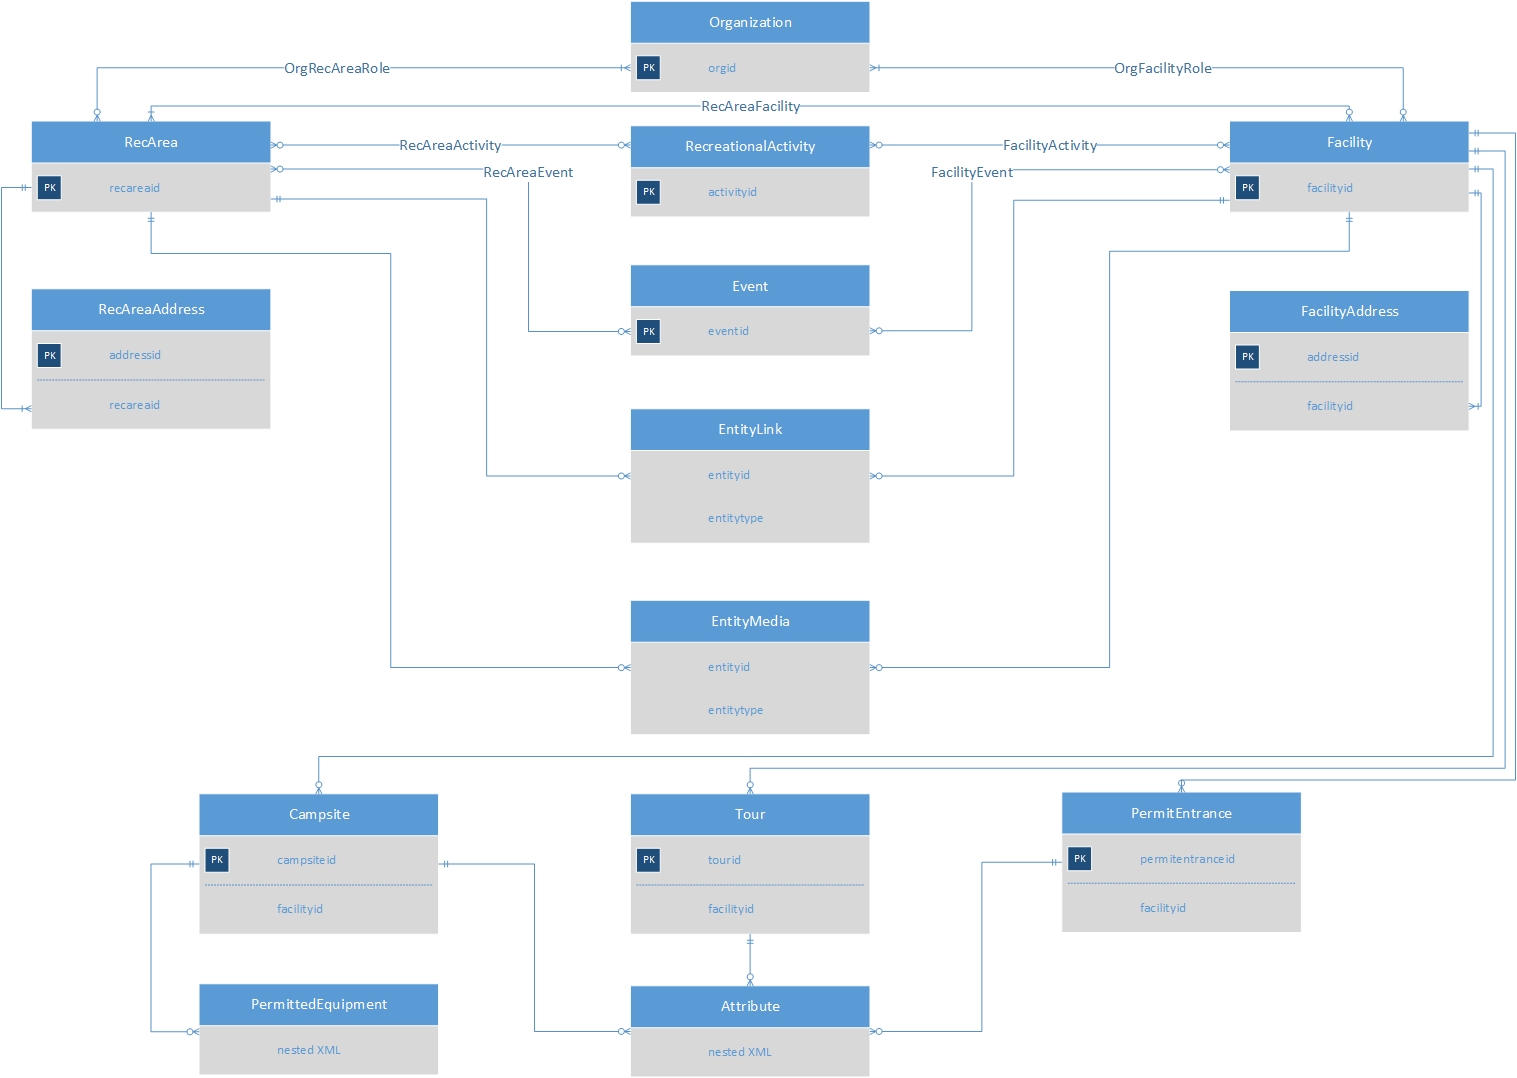 Organization
PK orgid
OrgRecAreaRole
OrgFacilityRole
RecAreaFacility
RecArea
PK recareaid
RecAreaActivity
RecreationalActivity
PK activityid
FacilityActivity
Facility
PK facilityid
RecAreaEvent
FacilityEvent
Event
PK eventid
RecAreaAddress
PK addressid
recareaid
FacilityAddress
PK addressid
facilityid
EntityLink
entityid
entitytype
EntityMedia
entityid
entitytype
Campsite
PK campsiteid
facilityid
Tour
PK tourid
facilityid
PermitEntrance
PK permitentranceid
facilityid
PermittedEquipment
nested XML
Attribute
nested XML